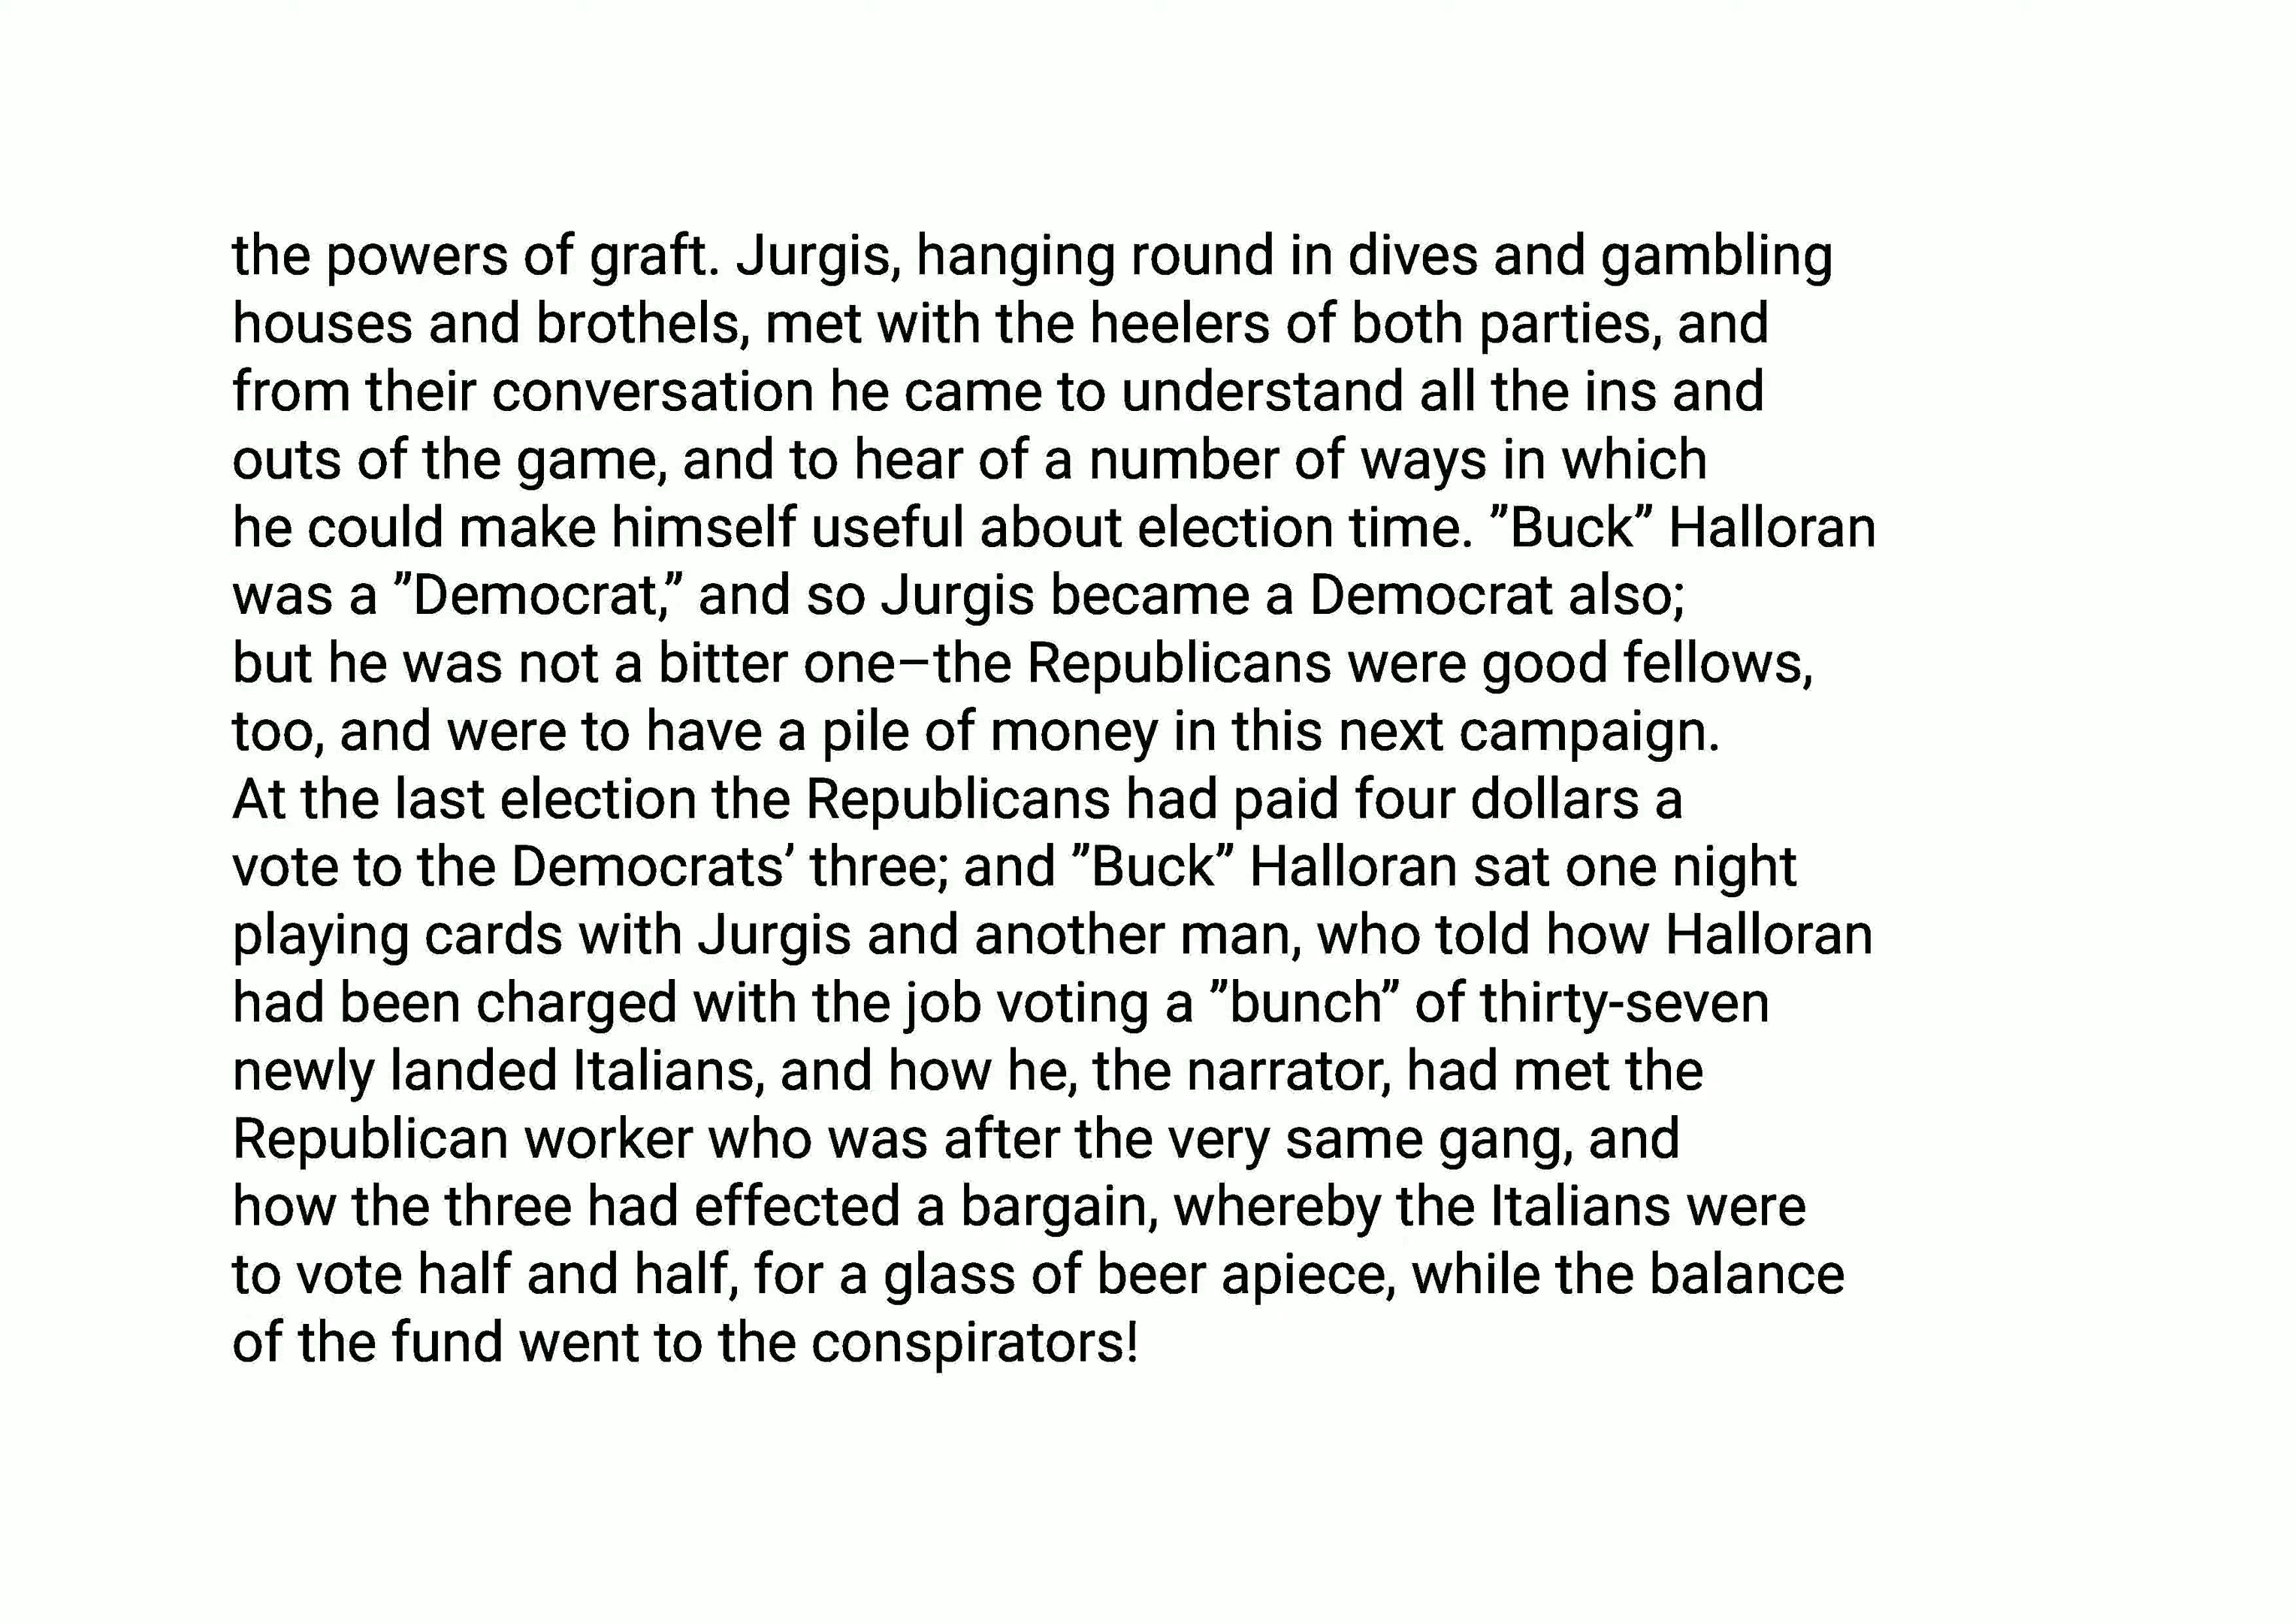 the powers of graft. Jurgis, hanging round in dives and gambling
houses and brothels, met with the heelers of both parties, and
from their conversation he came to understand all the ins and
outs of the game, and to hear of a number of ways in which
he could make himself useful about election time. ”Buck” Halloran
was a ”Democrat,” and so Jurgis became a Democrat also;
but he was not a bitter one–the Republicans were good fellows,
too, and were to have a pile of money in this next campaign.
At the last election the Republicans had paid four dollars a
vote to the Democrats’ three; and ”Buck” Halloran sat one night
playing cards with Jurgis and another man, who told how Halloran
had been charged with the job voting a ”bunch” of thirty-seven
newly landed Italians, and how he, the narrator, had met the
Republican worker who was after the very same gang, and
how the three had effected a bargain, whereby the Italians were
to vote half and half, for a glass of beer apiece, while the balance
of the fund went to the conspirators!